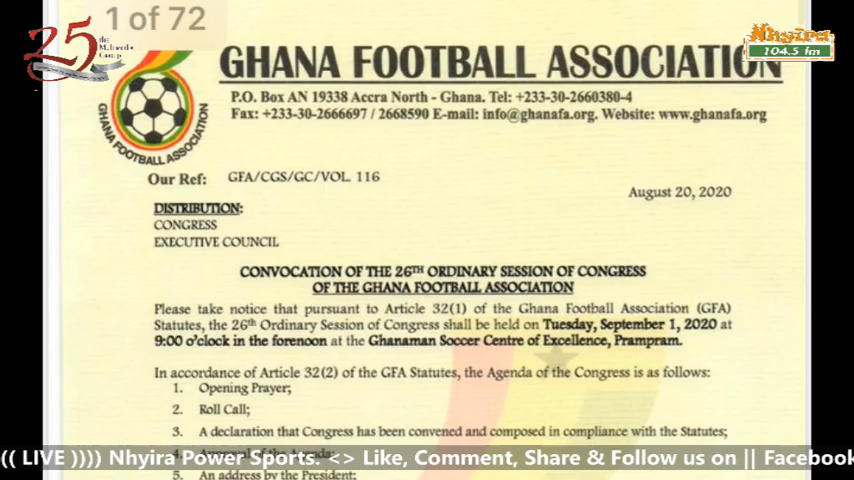 1 of 72
25 the Multimedia Group
Nhyira
104.5 fm
GHANA FOOTBALL ASSOCIATION
P.O. Box AN 19338 Accra North - Ghana. Tel: +233-30-2660380-4
Fax: +233-30-2666697 / 2668590 E-mail: info@ghanafa.org. Website: www.ghanafa.org
GHANA FOOTBALL ASSOCIATION
Our Ref: GFA/CGS/GC/VOL. 116
August 20, 2020
DISTRIBUTION:
CONGRESS
EXECUTIVE COUNCIL
CONVOCATION OF THE 26TH ORDINARY SESSION OF CONGRESS
OF THE GHANA FOOTBALL ASSOCIATION
Please take notice that pursuant to Article 32(1) of the Ghana Football Association (GFA)
Statutes, the 26th Ordinary Session of Congress shall be held on Tuesday, September 1, 2020 at
9:00 o'clock in the forenoon at the Ghanaman Soccer Centre of Excellence, Prampram.
In accordance of Article 32(2) of the GFA Statutes, the Agenda of the Congress is as follows:
1. Opening Prayer;
2. Roll Call;
3. A declaration that Congress has been convened and composed in compliance with the Statutes;
4. Approval of the Agenda;
(( LIVE )))) Nhyira Power Sports. <> Like, Comment, Share & Follow us on || Facebook
5. An address by the President;